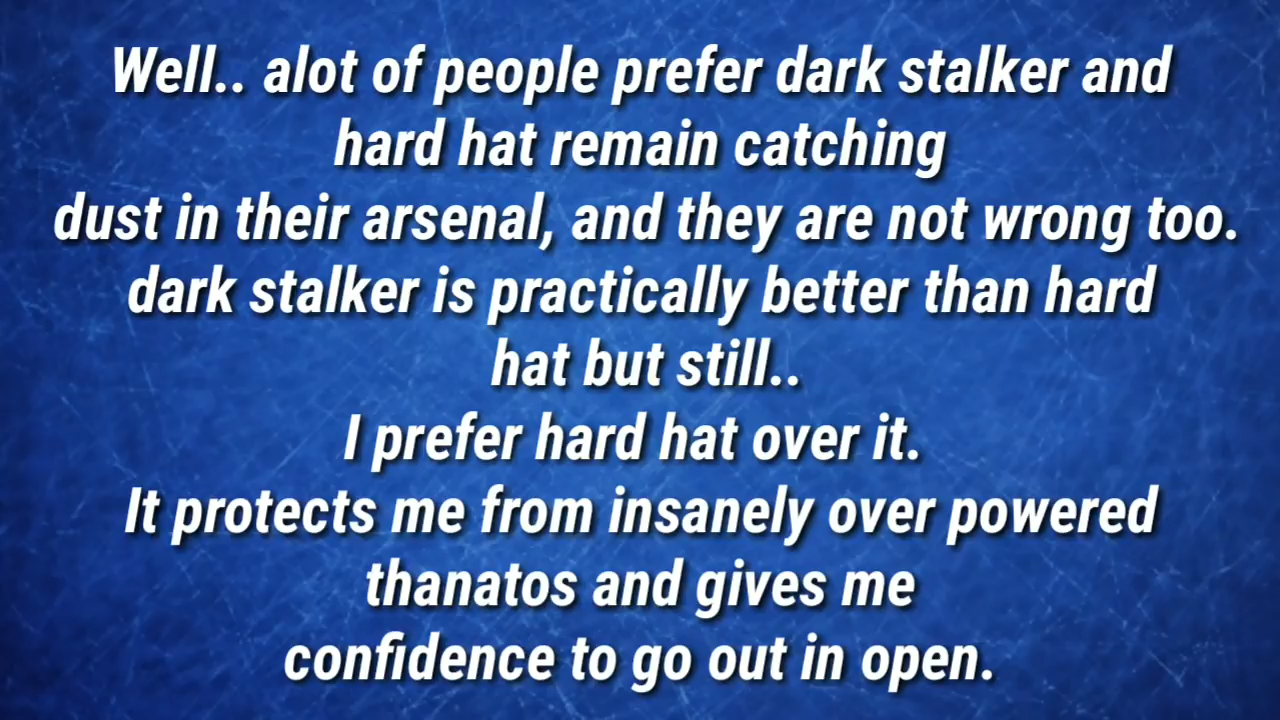 Well.. alot of people prefer dark stalker and
hard hat remain catching
dust in their arsenal, and they are not wrong too.
dark stalker is practically better than hard
hat but still..
I prefer hard hat over it.
It protects me from insanely over powered
thanatos and gives me
confidence to go out in open.